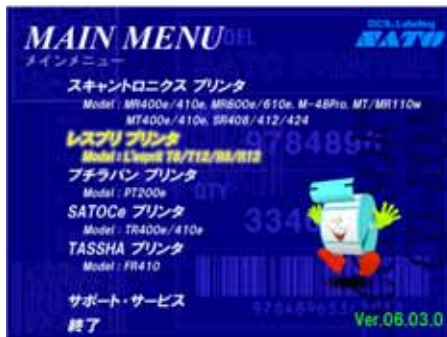 MAIN MENU
メインメニュー
DCS & Labeling
SATO
スキャントロニクス プリンタ
Model : MR400e/410e, MR600e/610e, M-48Pro, MT/MR110w
MT400e/410e, SR408/412/424
レスプリ プリンタ
Model : L'esprit T8/T12/R8/R12
プチラパン プリンタ
Model : PT200e
SATOCe プリンタ
Model : TR400e/410e
TASSHA プリンタ
Model : FR410
サポート・サービス
終了
Ver.06.03.0